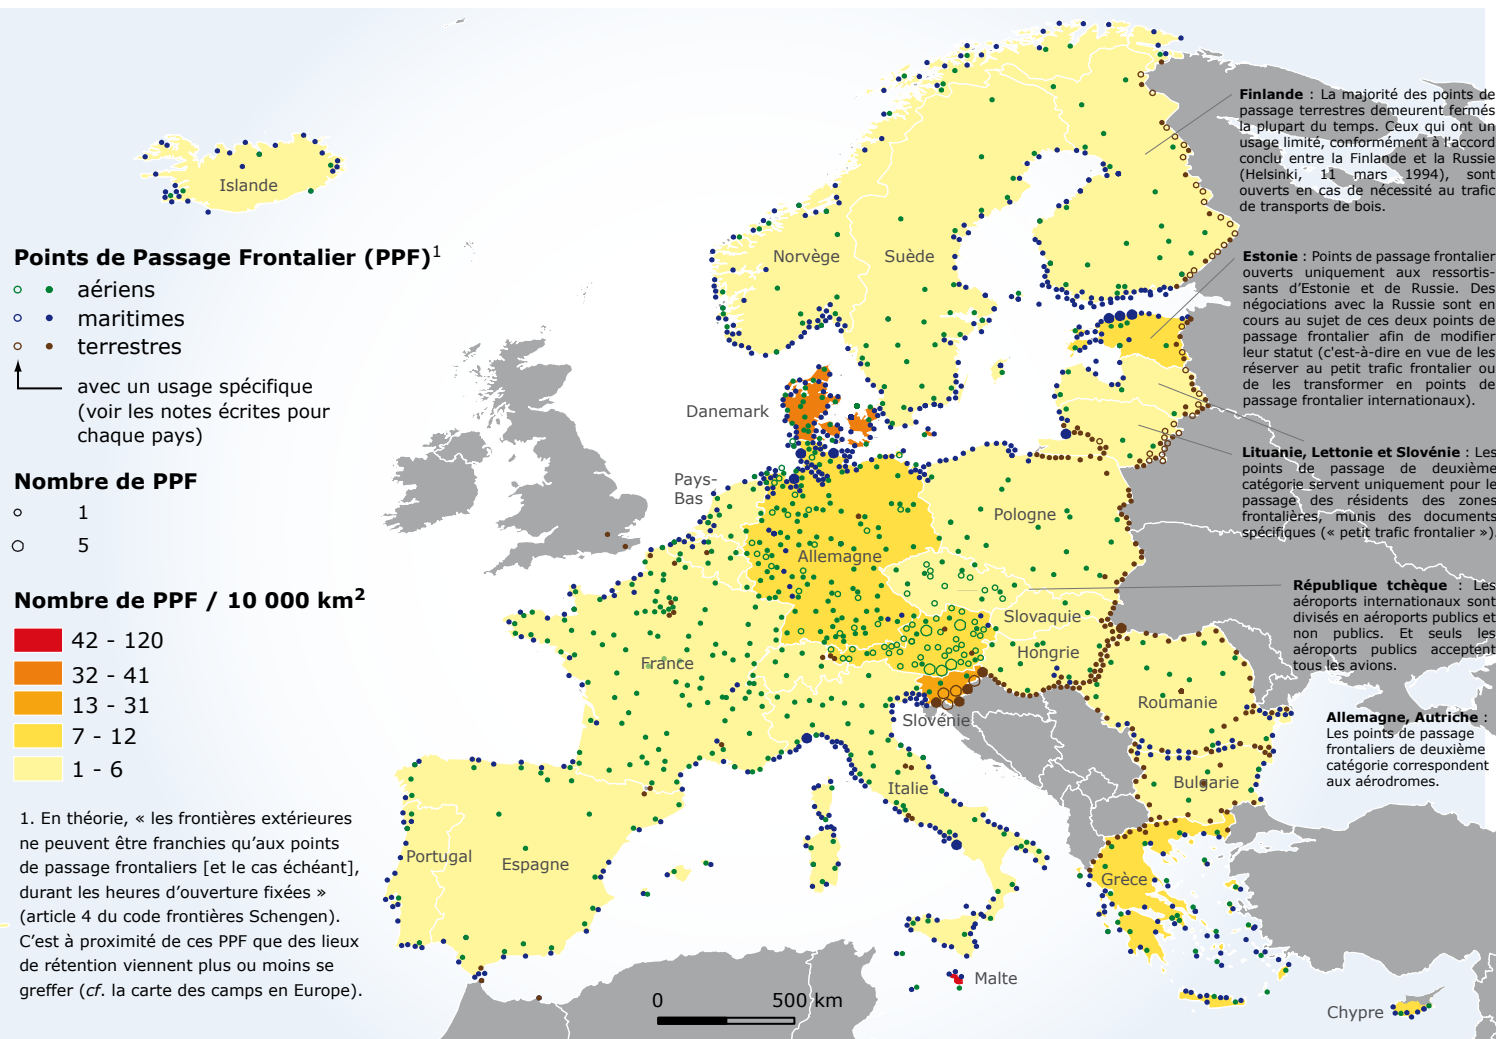 Islande
Norvège
Suède
Danemark
Pays-
Bas
Pologne
Allemagne
Slovaquie
Hongrie
France
Slovénie
Roumanie
Bulgarie
Italie
Portugal
Espagne
Grèce
Malte
Chypre
Points de Passage Frontalier (PPF)1
aériens
maritimes
terrestres
avec un usage spécifique
(voir les notes écrites pour
chaque pays)
Nombre de PPF
1
5
Nombre de PPF / 10 000 km2
42 - 120
32 - 41
13 - 31
7 - 12
1 - 6
1. En théorie, « les frontières extérieures
ne peuvent être franchies qu'aux points
de passage frontaliers [et le cas échéant],
durant les heures d'ouverture fixées »
(article 4 du code frontières Schengen).
C'est à proximité de ces PPF que des lieux
de rétention viennent plus ou moins se
greffer (cf. la carte des camps en Europe).
0 500 km
Finlande : La majorité des points de
passage terrestres demeurent fermés
la plupart du temps. Ceux qui ont un
usage limité, conformément à l'accord
conclu entre la Finlande et la Russie
(Helsinki, 11 mars 1994), sont
ouverts en cas de nécessité au trafic
de transports de bois.
Estonie : Points de passage frontalier
ouverts uniquement aux ressortis-
sants d'Estonie et de Russie. Des
négociations avec la Russie sont en
cours au sujet de ces deux points de
passage frontalier afin de modifier
leur statut (c'est-à-dire en vue de les
réserver au petit trafic frontalier ou
de les transformer en points de
passage frontalier internationaux).
Lituanie, Lettonie et Slovénie : Les
points de passage de deuxième
catégorie servent uniquement pour le
passage des résidents des zones
frontalières, munis des documents
spécifiques (« petit trafic frontalier »).
République tchèque : Les
aéroports internationaux sont
divisés en aéroports publics et
non publics. Et seuls les
aéroports publics acceptent
tous les avions.
Allemagne, Autriche :
Les points de passage
frontaliers de deuxième
catégorie correspondent
aux aérodromes.